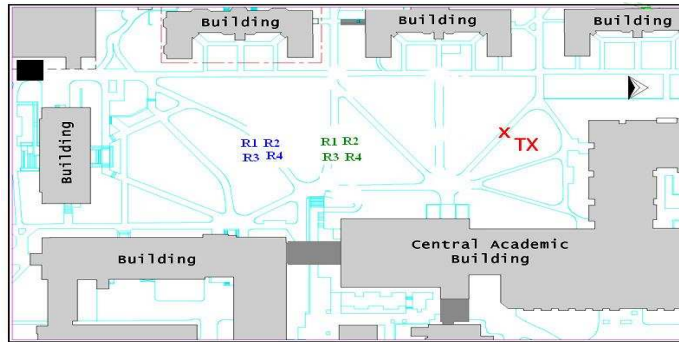 Building
Building
Building
Building
R1 R2
R3 R4
R1 R2
R3 R4
X
TX
Building
Central Academic
Building